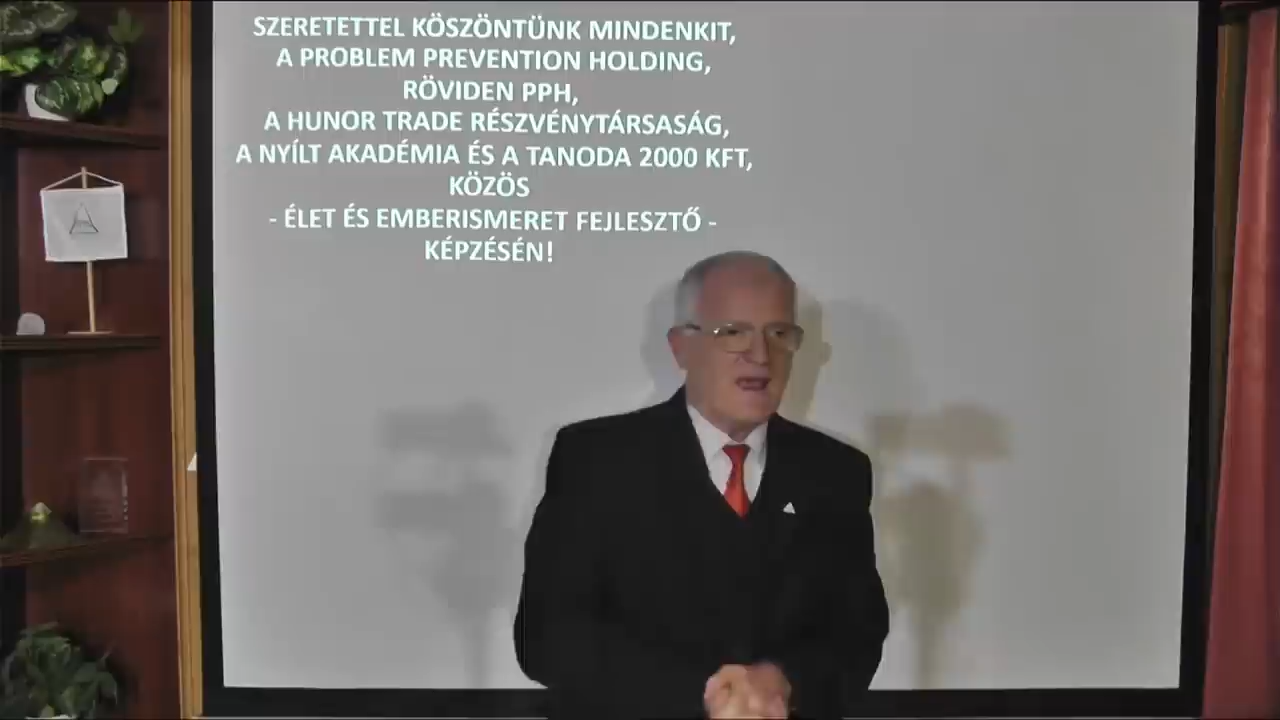 SZERETETTEL KÖSZÖNTÜNK MINDENKIT,
A PROBLEM PREVENTION HOLDING,
RÖVIDEN PPH,
A HUNOR TRADE RÉSZVÉNYTÁRSASÁG,
A NYÍLT AKADÉMIA ÉS A TANODA 2000 KFT,
KÖZÖS
- ÉLET ÉS EMBERISMERET FEJLESZTŐ -
KÉPZÉSÉN!